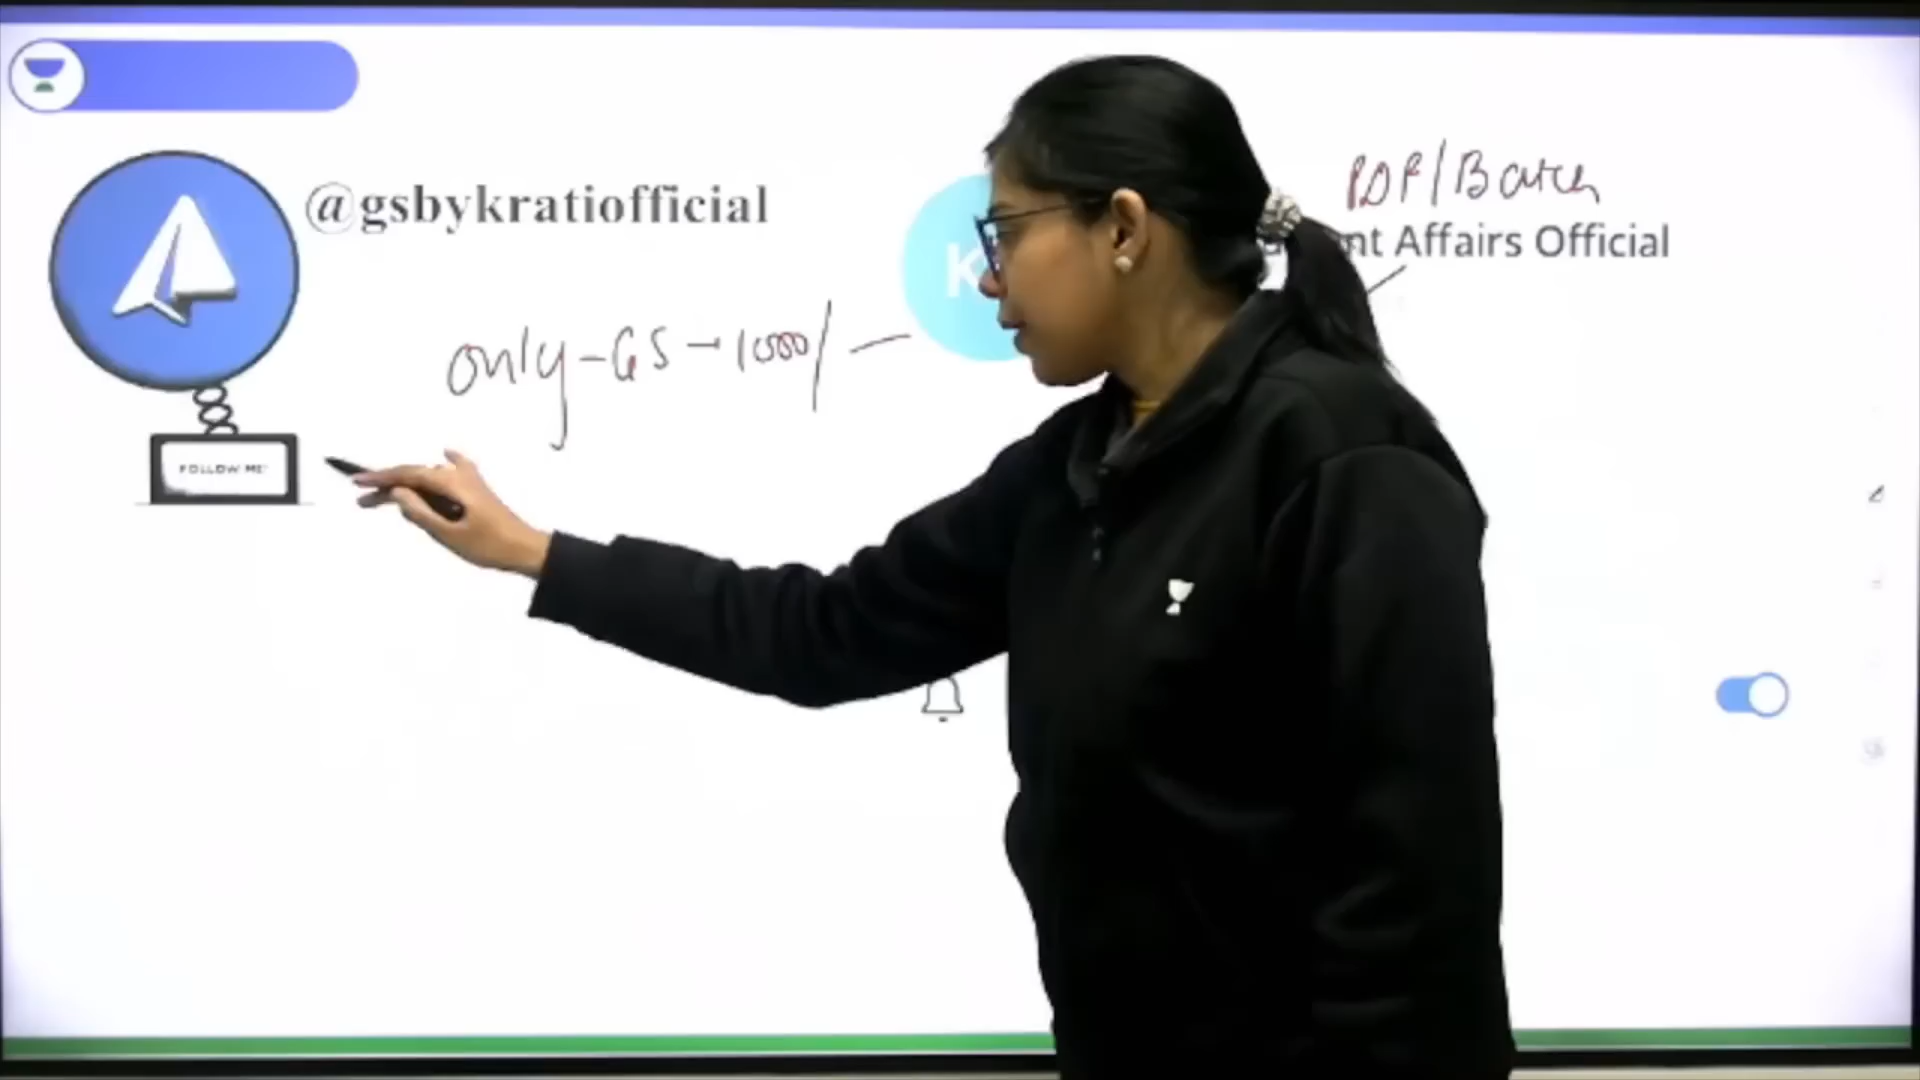 @gsbykratiofficial
PDF/Batch
K
nt Affairs Official
only-GS-1000/-
FOLLOW ME